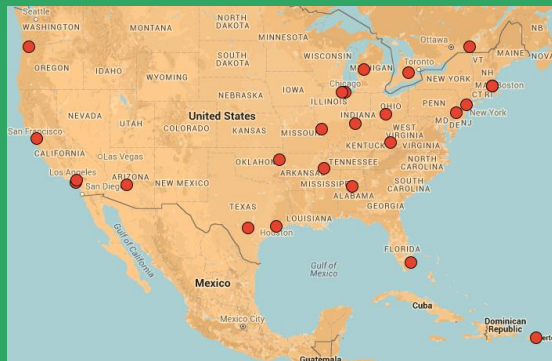 Seattle
WASHINGTON
MONTANA
NORTH
DAKOTA
MINNESOTA
Ottawa
NB
MAINE
NOVA
OREGON
IDAHO
SOUTH
DAKOTA
WISCONSIN
MICHIGAN
Toronto
VT
NH
WYOMING
NEW YORK
MA
Boston
IOWA
Chicago
CT RI
NEBRASKA
ILLINOIS
INDIANA
OHIO
PENN
New York
NEVADA
UTAH
COLORADO
United States
KANSAS
MISSOURI
WEST
VIRGINIA
MD
DE
NJ
San Francisco
KENTUCKY
VIRGINIA
CALIFORNIA
Las Vegas
OKLAHOMA
TENNESSEE
NORTH
CAROLINA
Los Angeles
ARIZONA
NEW MEXICO
ARKANSAS
MISSISSIPPI
SOUTH
CAROLINA
San Diego
ALABAMA
GEORGIA
TEXAS
LOUISIANA
Houston
Gulf of
California
FLORIDA
Gulf of
Mexico
Mexico
Cuba
Mexico City
Dominican
Republic
Guatemala